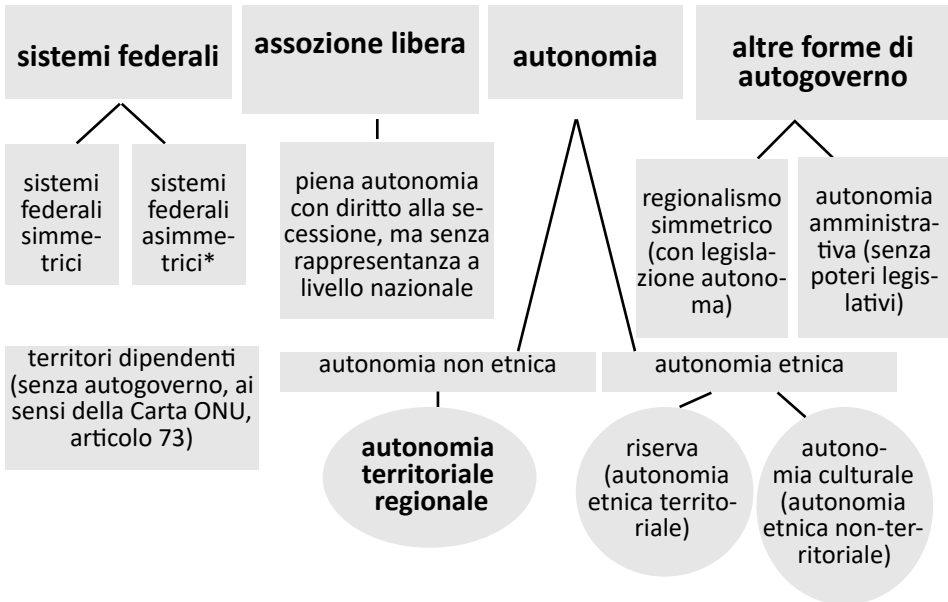 sistemi federali
assozione libera
autonomia
altre forme di
autogoverno
sistemi
federali
simme-
trici
sistemi
federali
asimme-
trici*
piena autonomia
con diritto alla se-
cessione, ma senza
rappresentanza a
livello nazionale
regionalismo
simmetrico
(con legisla-
zione autono-
ma)
autonomia
amministra-
tiva (senza
poteri legis-
lativi)
territori dipendenti
(senza autogoverno, ai
sensi della Carta ONU,
articolo 73)
autonomia non etnica
autonomia etnica
autonomia
territoriale
regionale
riserva
(autonomia
etnica territo-
riale)
autono-
mia culturale
(autonomia
etnica non-ter-
ritoriale)